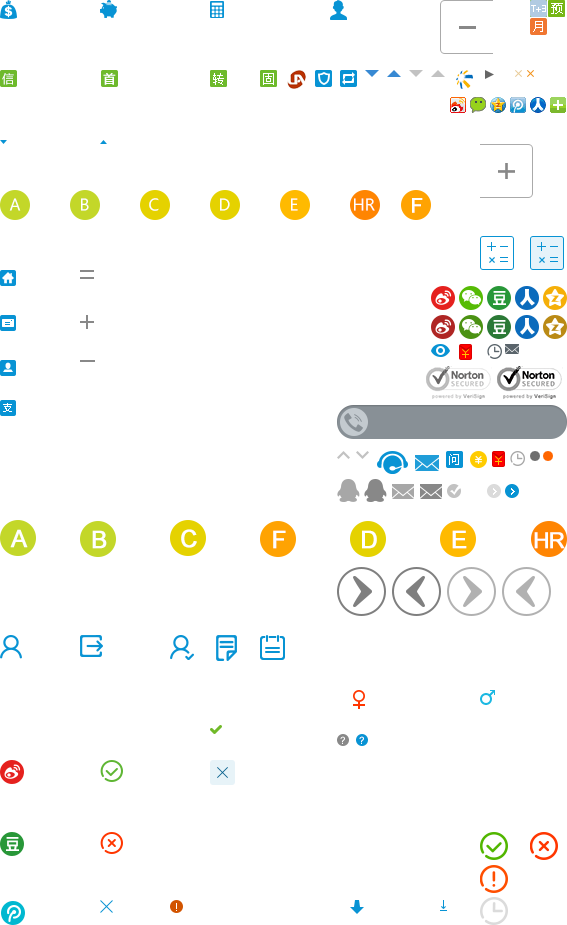 T+3 预
月
信 首 转 固
A B C D E HR F
豆
豆
支
¥
Norton SECURED powered by VeriSign
Norton SECURED powered by VeriSign
问 ¥ ¥
A B C F D E HR
? ?
豆